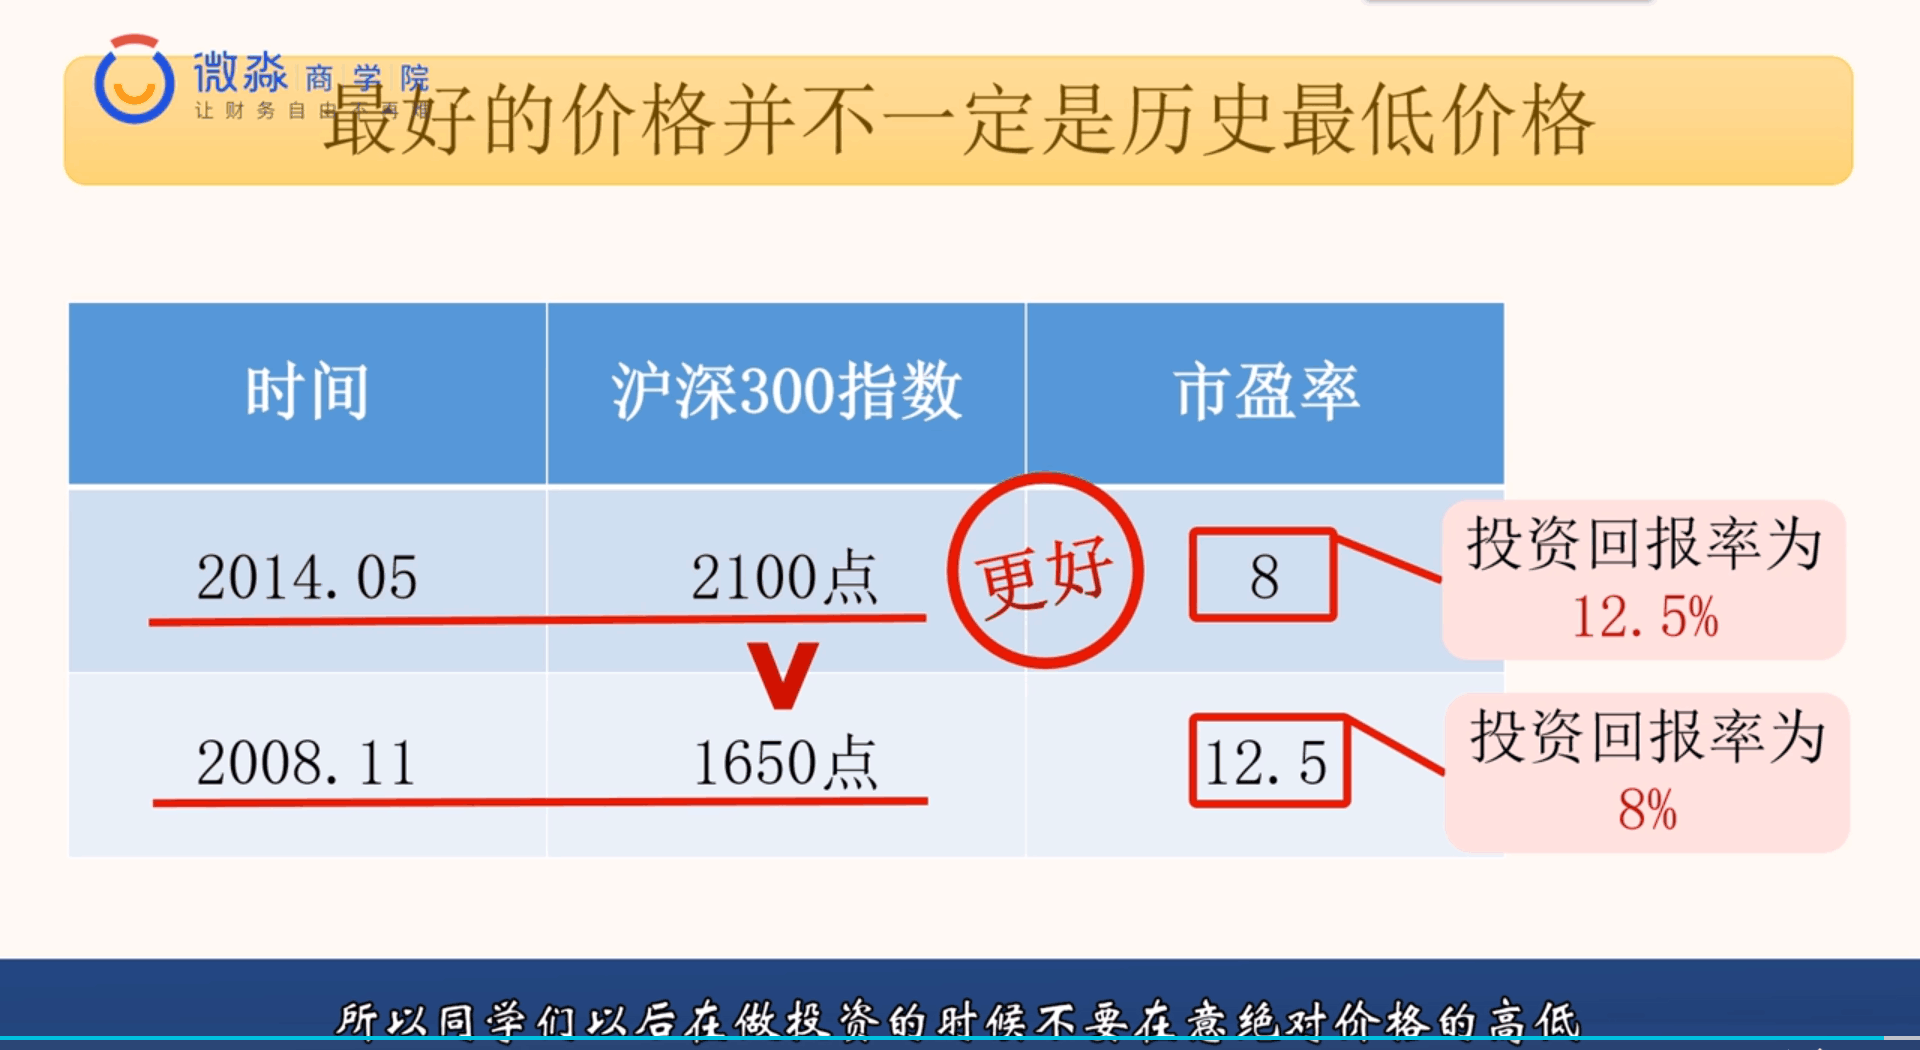 微淼商学院
让财务自由不再难
最好的价格并不一定是历史最低价格
时间 沪深300指数 市盈率
2014.05 2100点 更好 8
投资回报率为
12.5%
V
2008.11 1650点 12.5
投资回报率为
8%
所以同学们以后在做投资的时候不要在意绝对价格的高低